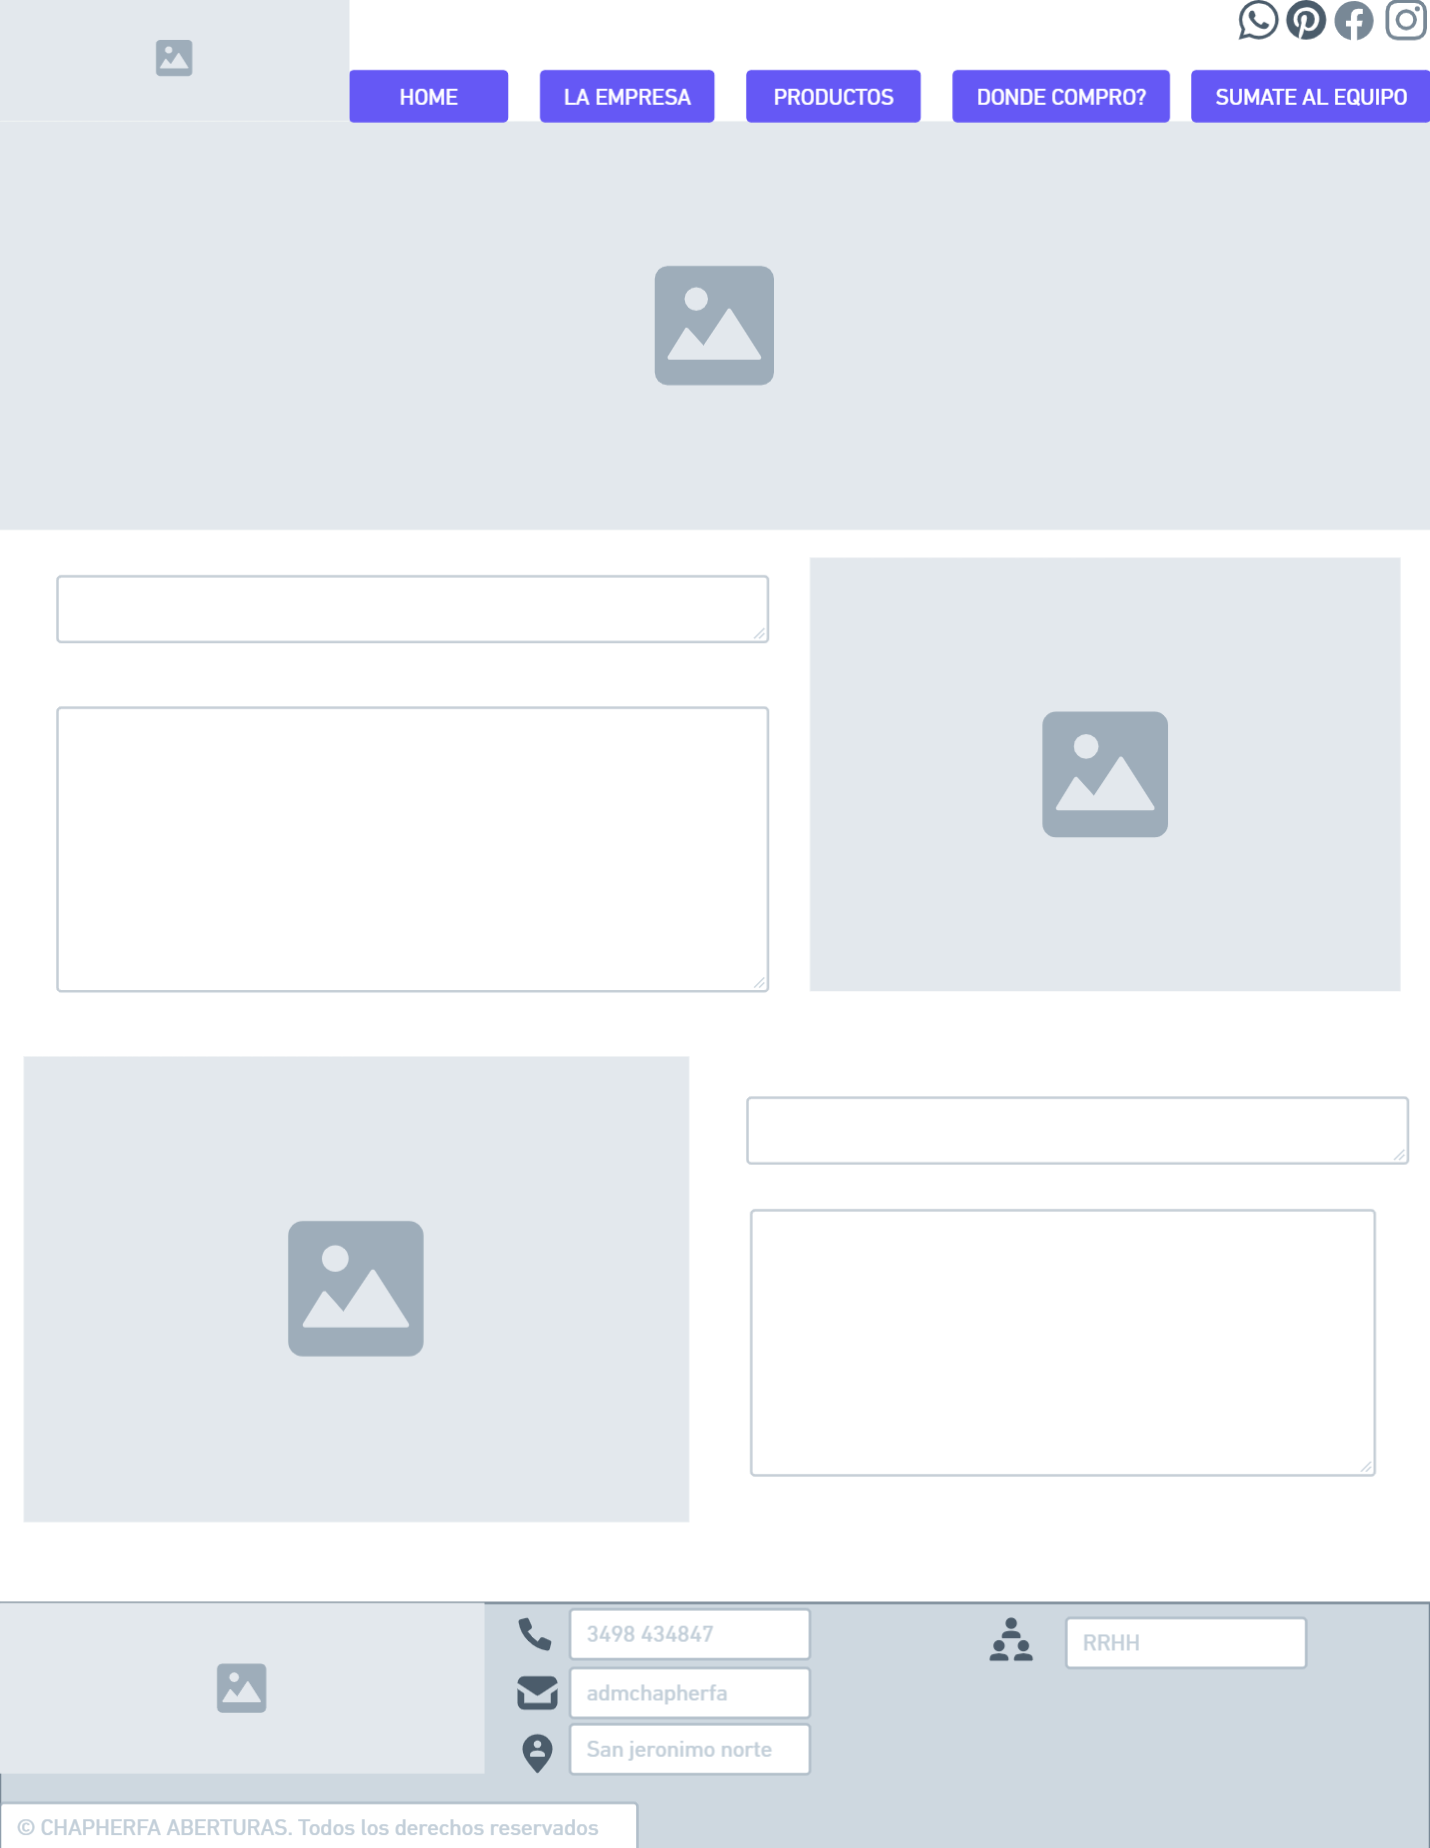 HOME
LA EMPRESA
PRODUCTOS
DONDE COMPRO?
SUMATE AL EQUIPO
3498 434847
RRHH
admchapherfa
San jeronimo norte
© CHAPHERFA ABERTURAS. Todos los derechos reservados